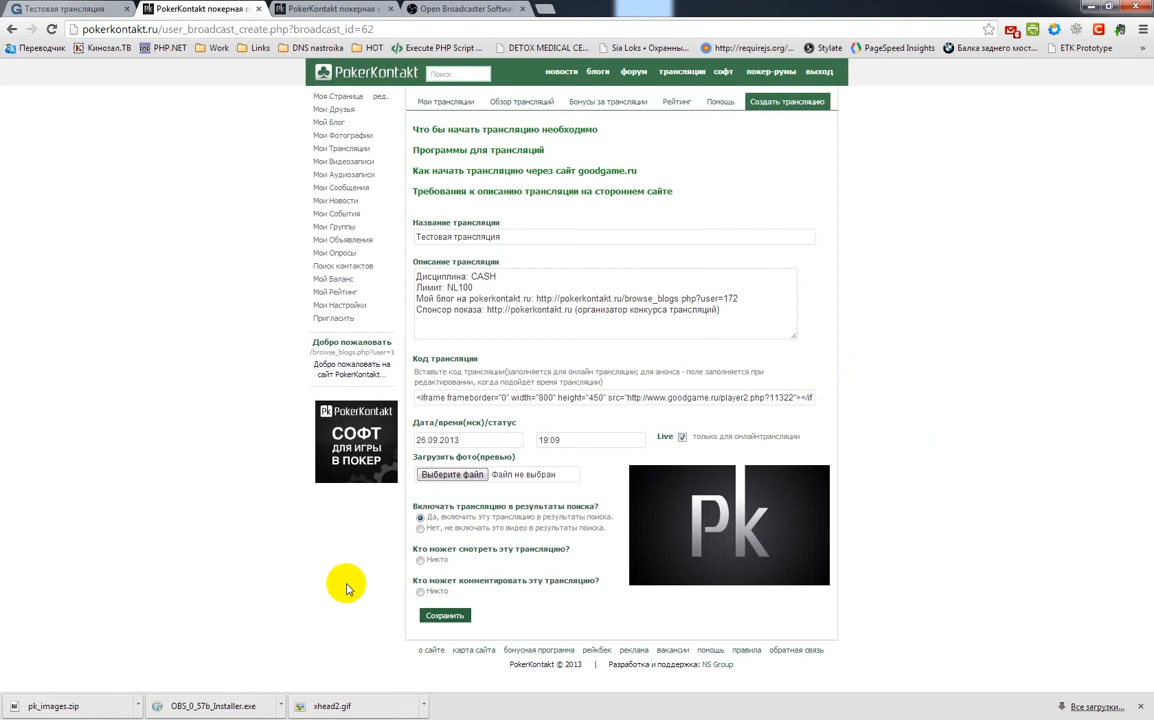 Тестовая трансляция
PokerKontakt покерная с
PokerKontakt покерная с
Open Broadcaster Softwa
pokerkontakt.ru/user_broadcast_create.php?broadcast_id=62
Переводчик Кинозал.ТВ PHP.NET Work Links DNS nastroika HOT Execute PHP Script ... DETOX MEDICAL CE... Sia Loks • Охранны... http://requirejs.org/ Stylate PageSpeed Insights Балка заднего мост... ETK Prototype
PokerKontakt Поиск новости блоги форум трансляции софт покер-румы выход
Моя Страница ред.
Мои Друзья
Мой Блог
Мои Фотографии
Мои Трансляции
Мои Видеозаписи
Мои Аудиозаписи
Мои Сообщения
Мои Новости
Мои События
Мои Группы
Мои Объявления
Мои Опросы
Поиск контактов
Мой Баланс
Мой Рейтинг
Мои Настройки
Пригласить
Добро пожаловать
/browse_blogs.php?user=1
Добро пожаловать на
сайт PokerKontakt...
PokerKontakt
СОФТ
ДЛЯ ИГРЫ
В ПОКЕР
Мои трансляции Обзор трансляций Бонусы за трансляции Рейтинг Помощь Создать трансляцию
Что бы начать трансляцию необходимо
Программы для трансляций
Как начать трансляцию через сайт goodgame.ru
Требования к описанию трансляции на стороннем сайте
Название трансляции
Тестовая трансляция
Описание трансляции
Дисциплина: CASH
Лимит: NL100
Мой блог на pokerkontakt.ru: http://pokerkontakt.ru/browse_blogs.php?user=172
Спонсор показа: http://pokerkontakt.ru (организатор конкурса трансляций)
Код трансляции
Вставьте код трансляции(заполняется для онлайн трансляции; для анонса - поле заполняется при
редактировании, когда подойдет время трансляции)
<iframe frameborder="0" width="800" height="450" src="http://www.goodgame.ru/player2.php?11322"></if
Дата/время(мск)/статус
26.09.2013 19:09 Live только для онлайнтрансляции
Загрузить фото(превью)
Выберите файл Файл не выбран
Pk
Включать трансляцию в результаты поиска?
Да, включить эту трансляцию в результаты поиска.
Нет, не включать это видео в результаты поиска.
Кто может смотреть эту трансляцию?
Никто
Кто может комментировать эту трансляцию?
Никто
Сохранить
о сайте карта сайта бонусная программа рейкбек реклама вакансии помощь правила обратная связь
PokerKontakt © 2013 | Разработка и поддержка: NS Group
pk_images.zip OBS_0_57b_Installer.exe xhead2.gif Все загрузки...